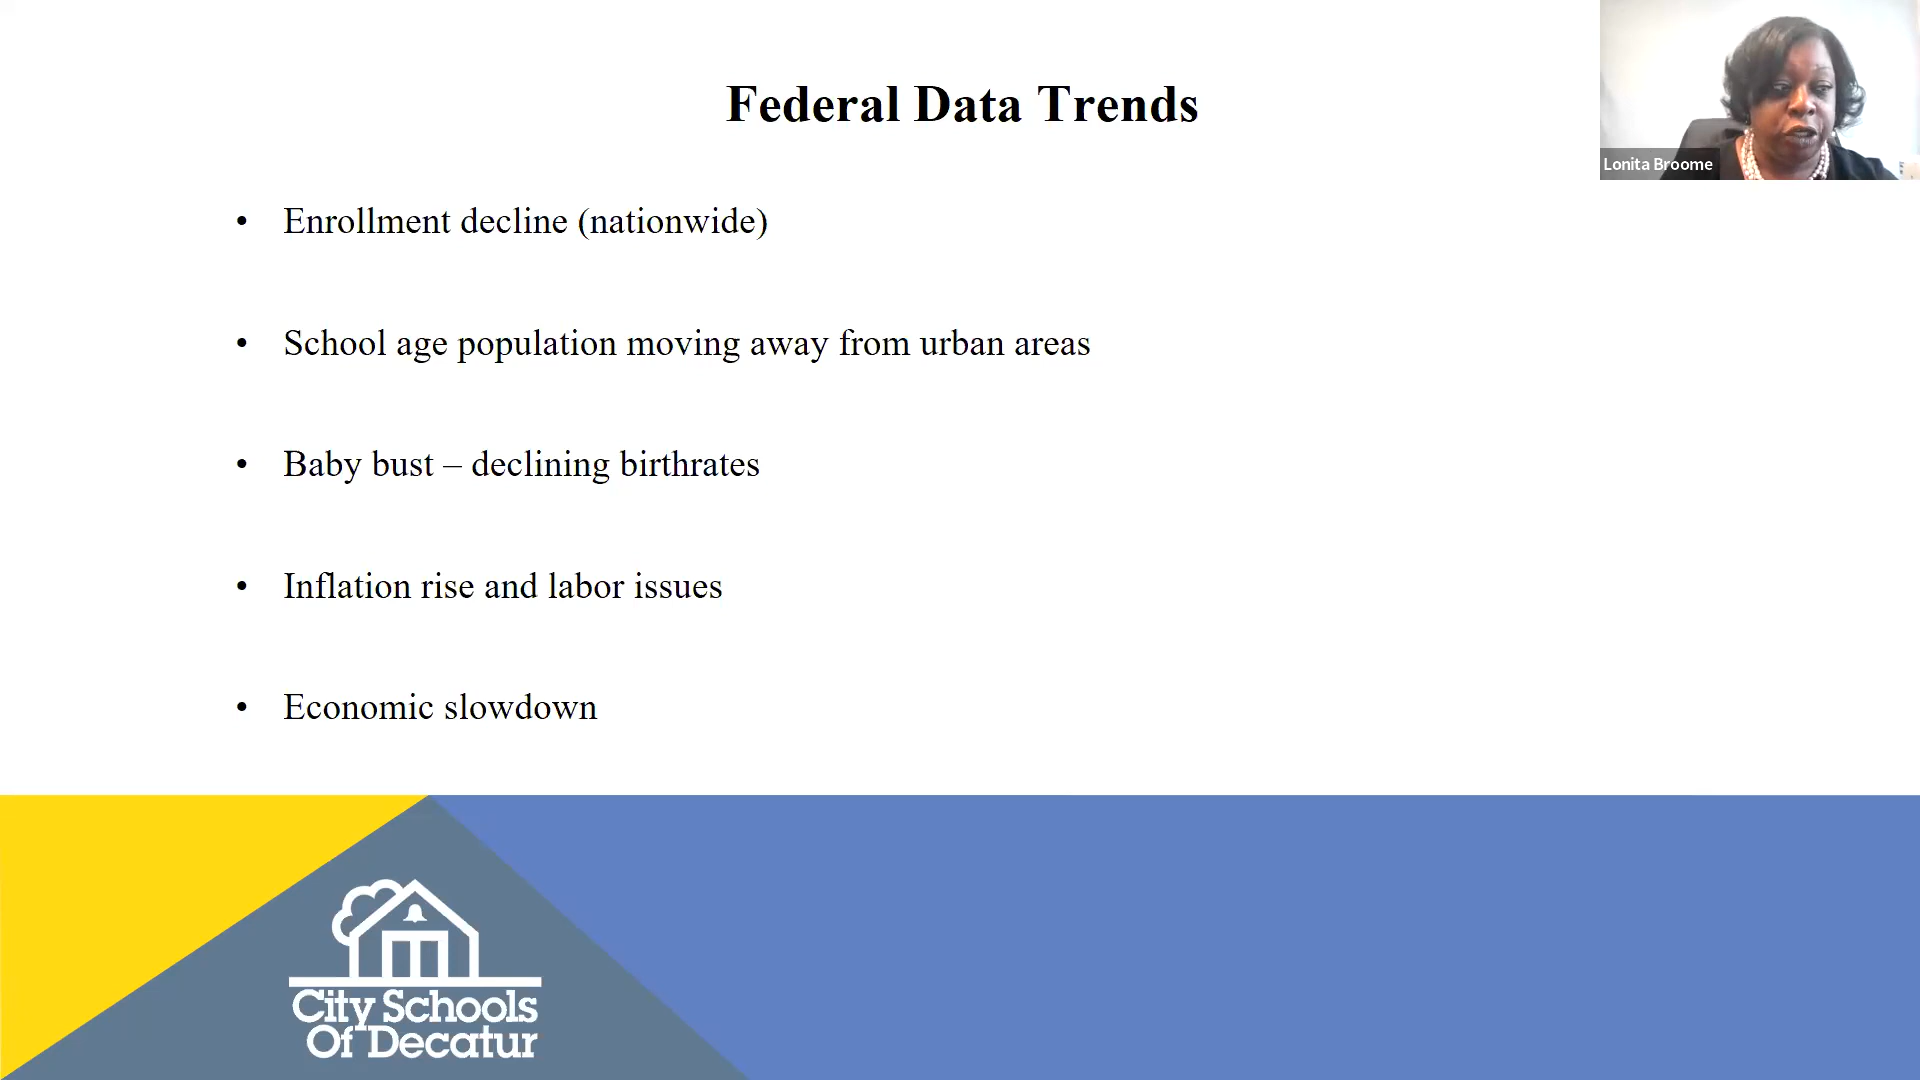 Federal Data Trends
Lonita Broome
• Enrollment decline (nationwide)
• School age population moving away from urban areas
• Baby bust – declining birthrates
• Inflation rise and labor issues
• Economic slowdown
City Schools
Of Decatur